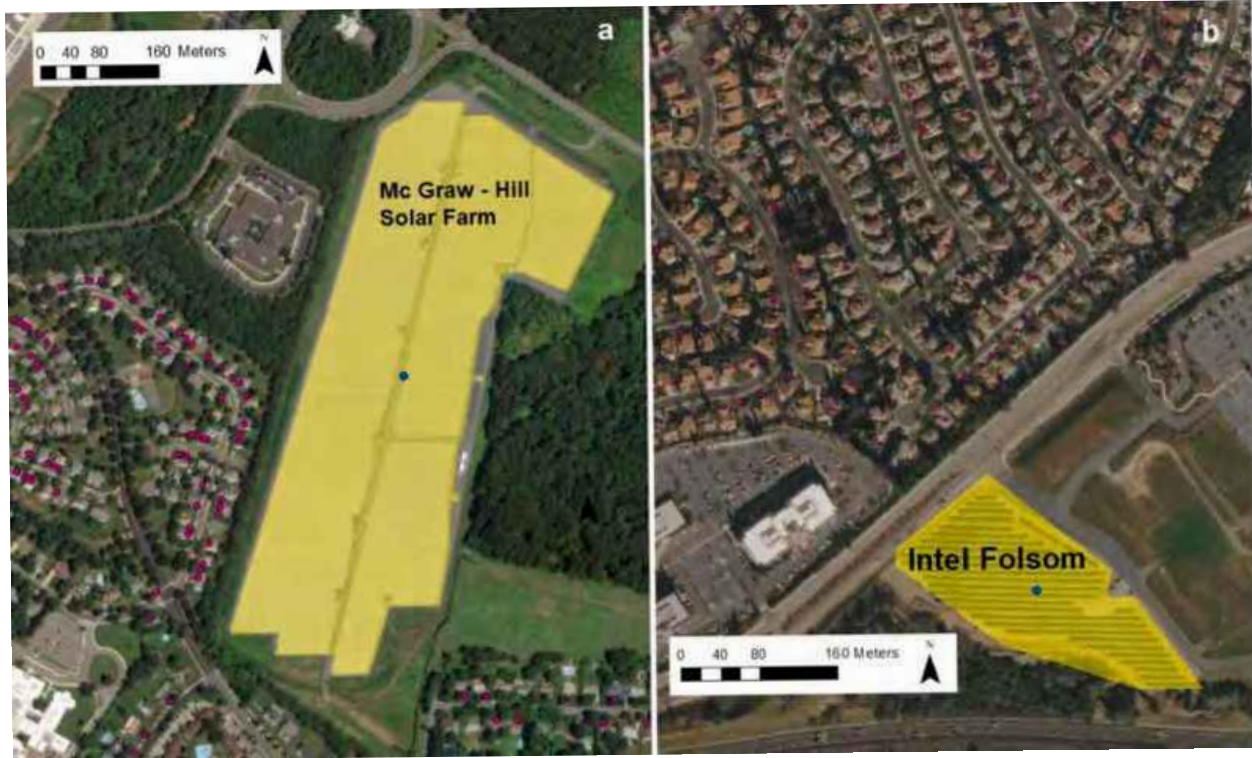 a
0 40 80 160 Meters
N
Mc Graw - Hill
Solar Farm
b
Intel Folsom
0 40 80 160 Meters
N